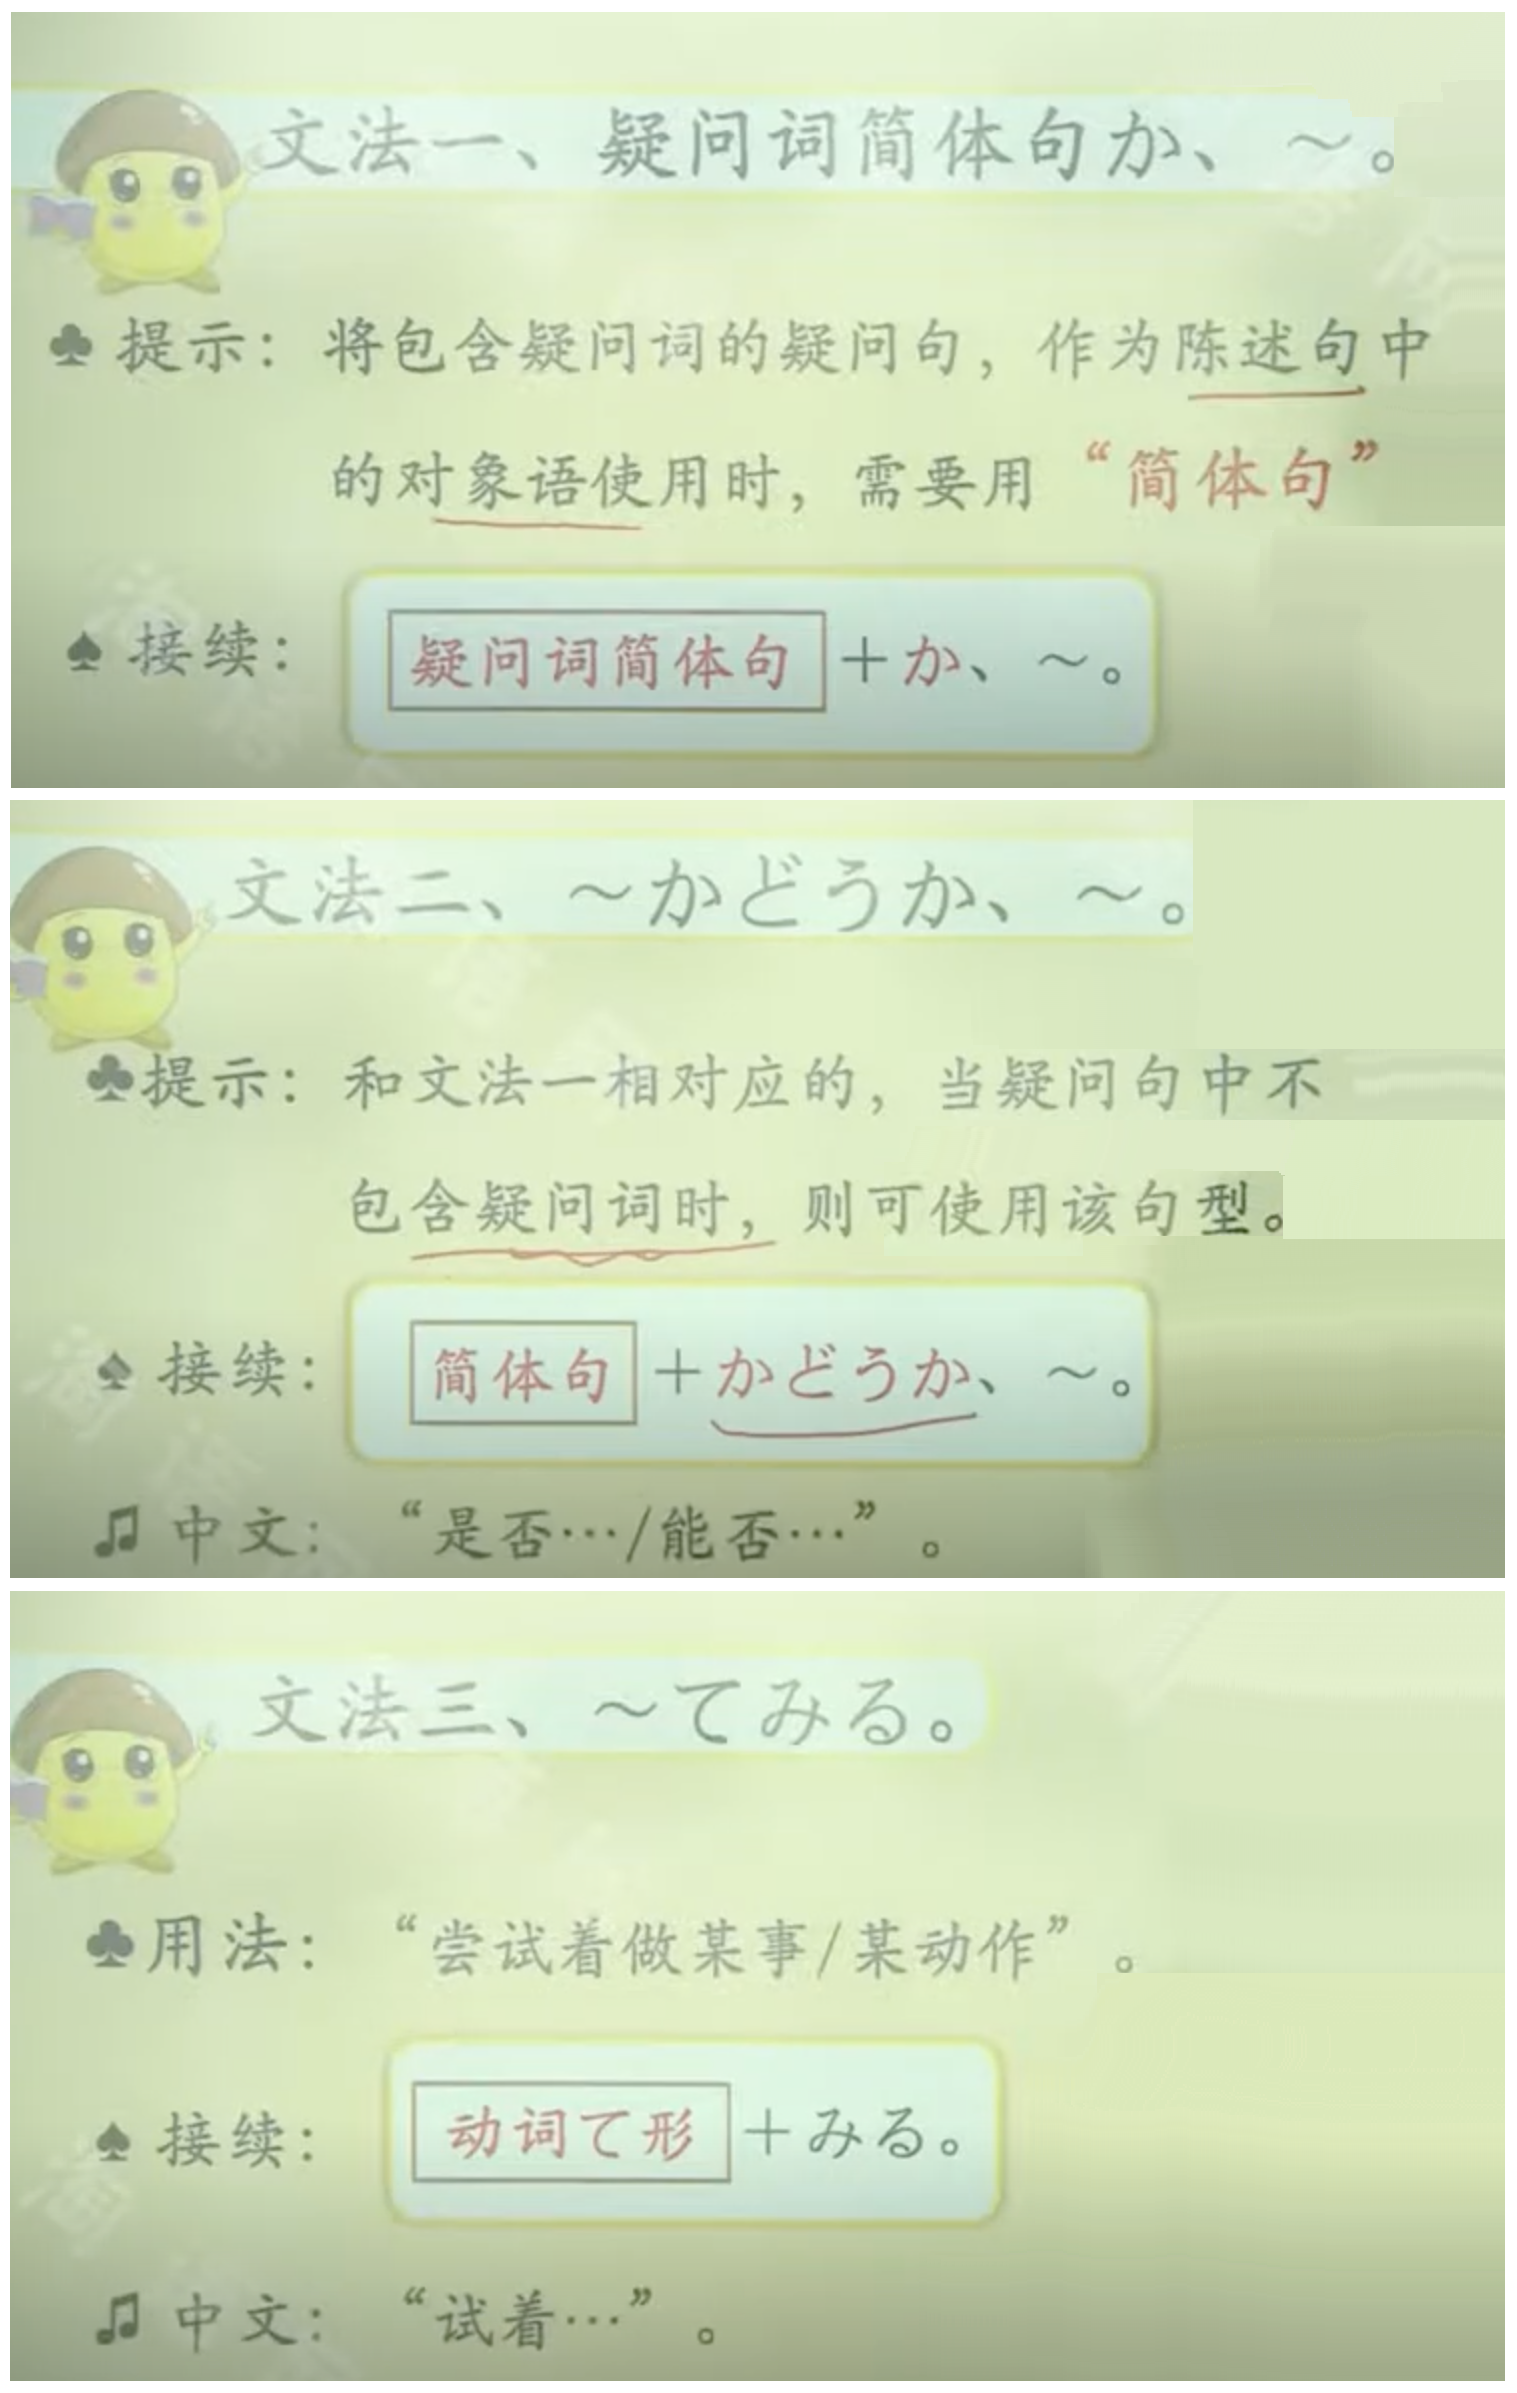 文法一、疑问词简体句か、～。
♣ 提示：将包含疑问词的疑问句，作为陈述句中
的对象语使用时，需要用“简体句”
♠ 接续：疑问词简体句＋か、～。
文法二、～かどうか、～。
♣提示：和文法一相对应的，当疑问句中不
包含疑问词时，则可使用该句型。
♠ 接续：简体句＋かどうか、～。
♫ 中文：“是否…/能否…”。
文法三、～てみる。
♣用法：“尝试着做某事/某动作”。
♠ 接续：动词て形＋みる。
♫ 中文：“试着…”。